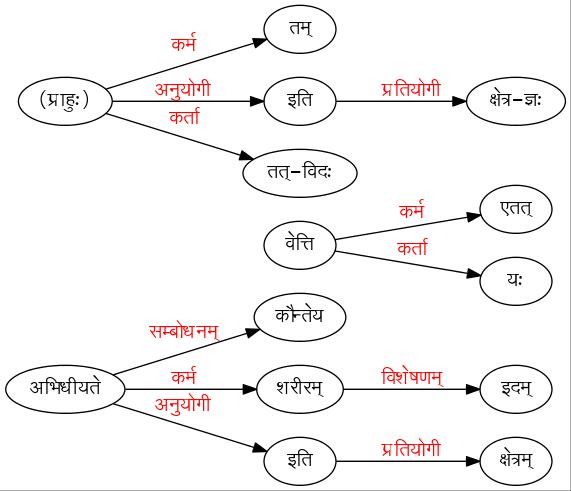 तम्
कर्म
(प्राहुः) अनुयोगी इति प्रतियोगी क्षेत्र-ज्ञः
कर्ता
तत्-विदः
एतत्
कर्म
वेत्ति
कर्ता
यः
कौन्तेय
सम्बोधनम्
अभिधीयते कर्म शरीरम् विशेषणम् इदम्
अनुयोगी
इति प्रतियोगी क्षेत्रम्